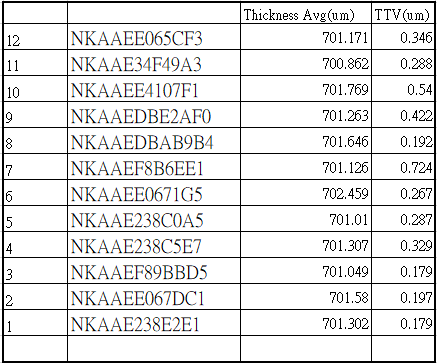 Thickness Avg(um) TTV(um)
12 NKAAEE065CF3 701.171 0.346
11 NKAAE34F49A3 700.862 0.288
10 NKAAEE4107F1 701.769 0.54
9 NKAAEDBE2AF0 701.263 0.422
8 NKAAEDBAB9B4 701.646 0.192
7 NKAAEF8B6EE1 701.126 0.724
6 NKAAEE0671G5 702.459 0.267
5 NKAAE238C0A5 701.01 0.287
4 NKAAE238C5E7 701.307 0.329
3 NKAAEF89BBD5 701.049 0.179
2 NKAAEE067DC1 701.58 0.197
1 NKAAE238E2E1 701.302 0.179